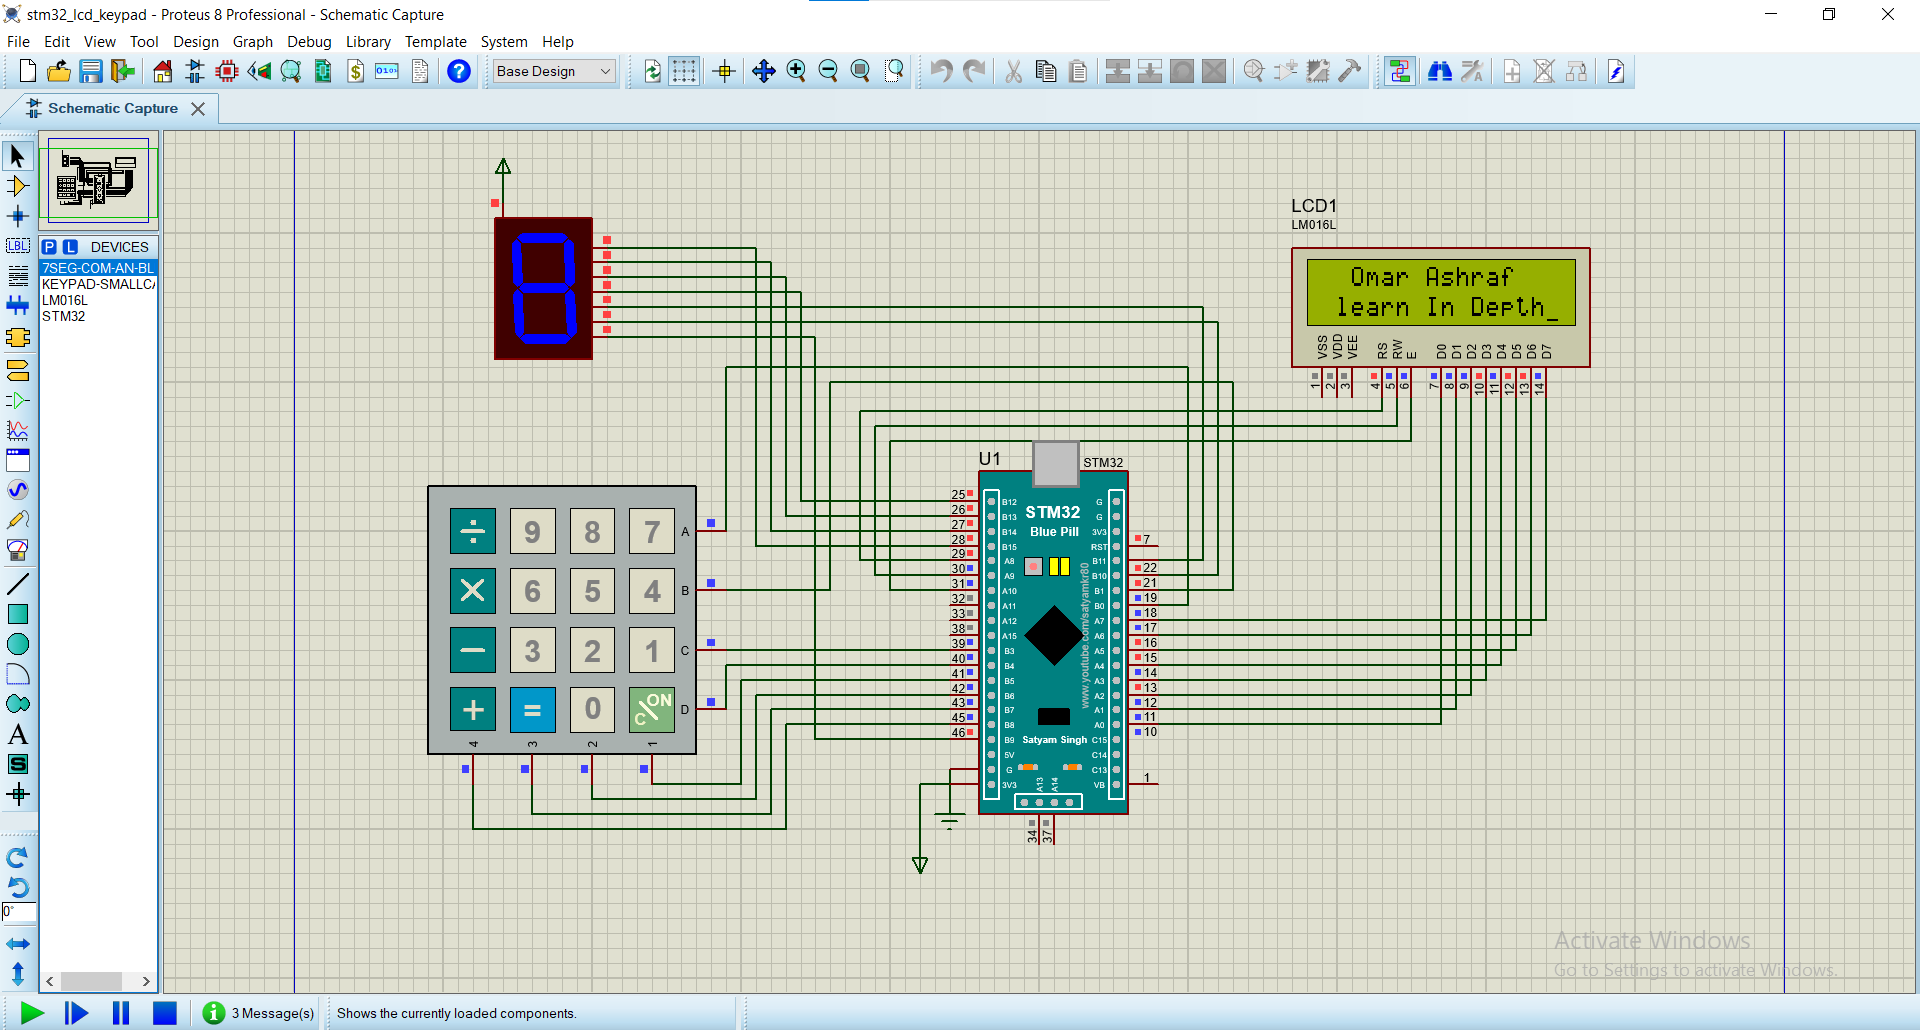 stm32_lcd_keypad - Proteus 8 Professional - Schematic Capture
File Edit View Tool Design Graph Debug Library Template System Help
Base Design
Schematic Capture
P L DEVICES
7SEG-COM-AN-BL
KEYPAD-SMALLC
LM016L
STM32
LBL
A
S
0°
LCD1
LM016L
Omar Ashraf
learn In Depth_
VSS VDD VEE RS RW E D0 D1 D2 D3 D4 D5 D6 D7
1 2 3 4 5 6 7 8 9 10 11 12 13 14
÷ 9 8 7 A
× 6 5 4 B
− 3 2 1 C
+ = 0 ON/C D
4 3 2 1
U1
STM32
STM32
Blue Pill
25 B12 G
26 B13 G
27 B14 3V3
28 B15 RST 7
29 A8 B11 22
30 A9 B10 21
31 A10 B1 19
32 A11 B0 18
33 A12 A7 17
38 A15 A6 16
39 B3 A5 15
40 B4 A4 14
41 B5 A3 13
42 B6 A2 12
43 B7 A1 11
45 B8 A0 10
46 B9 C15
5V C14
G C13
3V3 VB 1
www.youtube.com/satyamkr80
Satyam Singh
A13 A14
34 37
Activate Windows
Go to Settings to activate Windows.
3 Message(s)
Shows the currently loaded components.